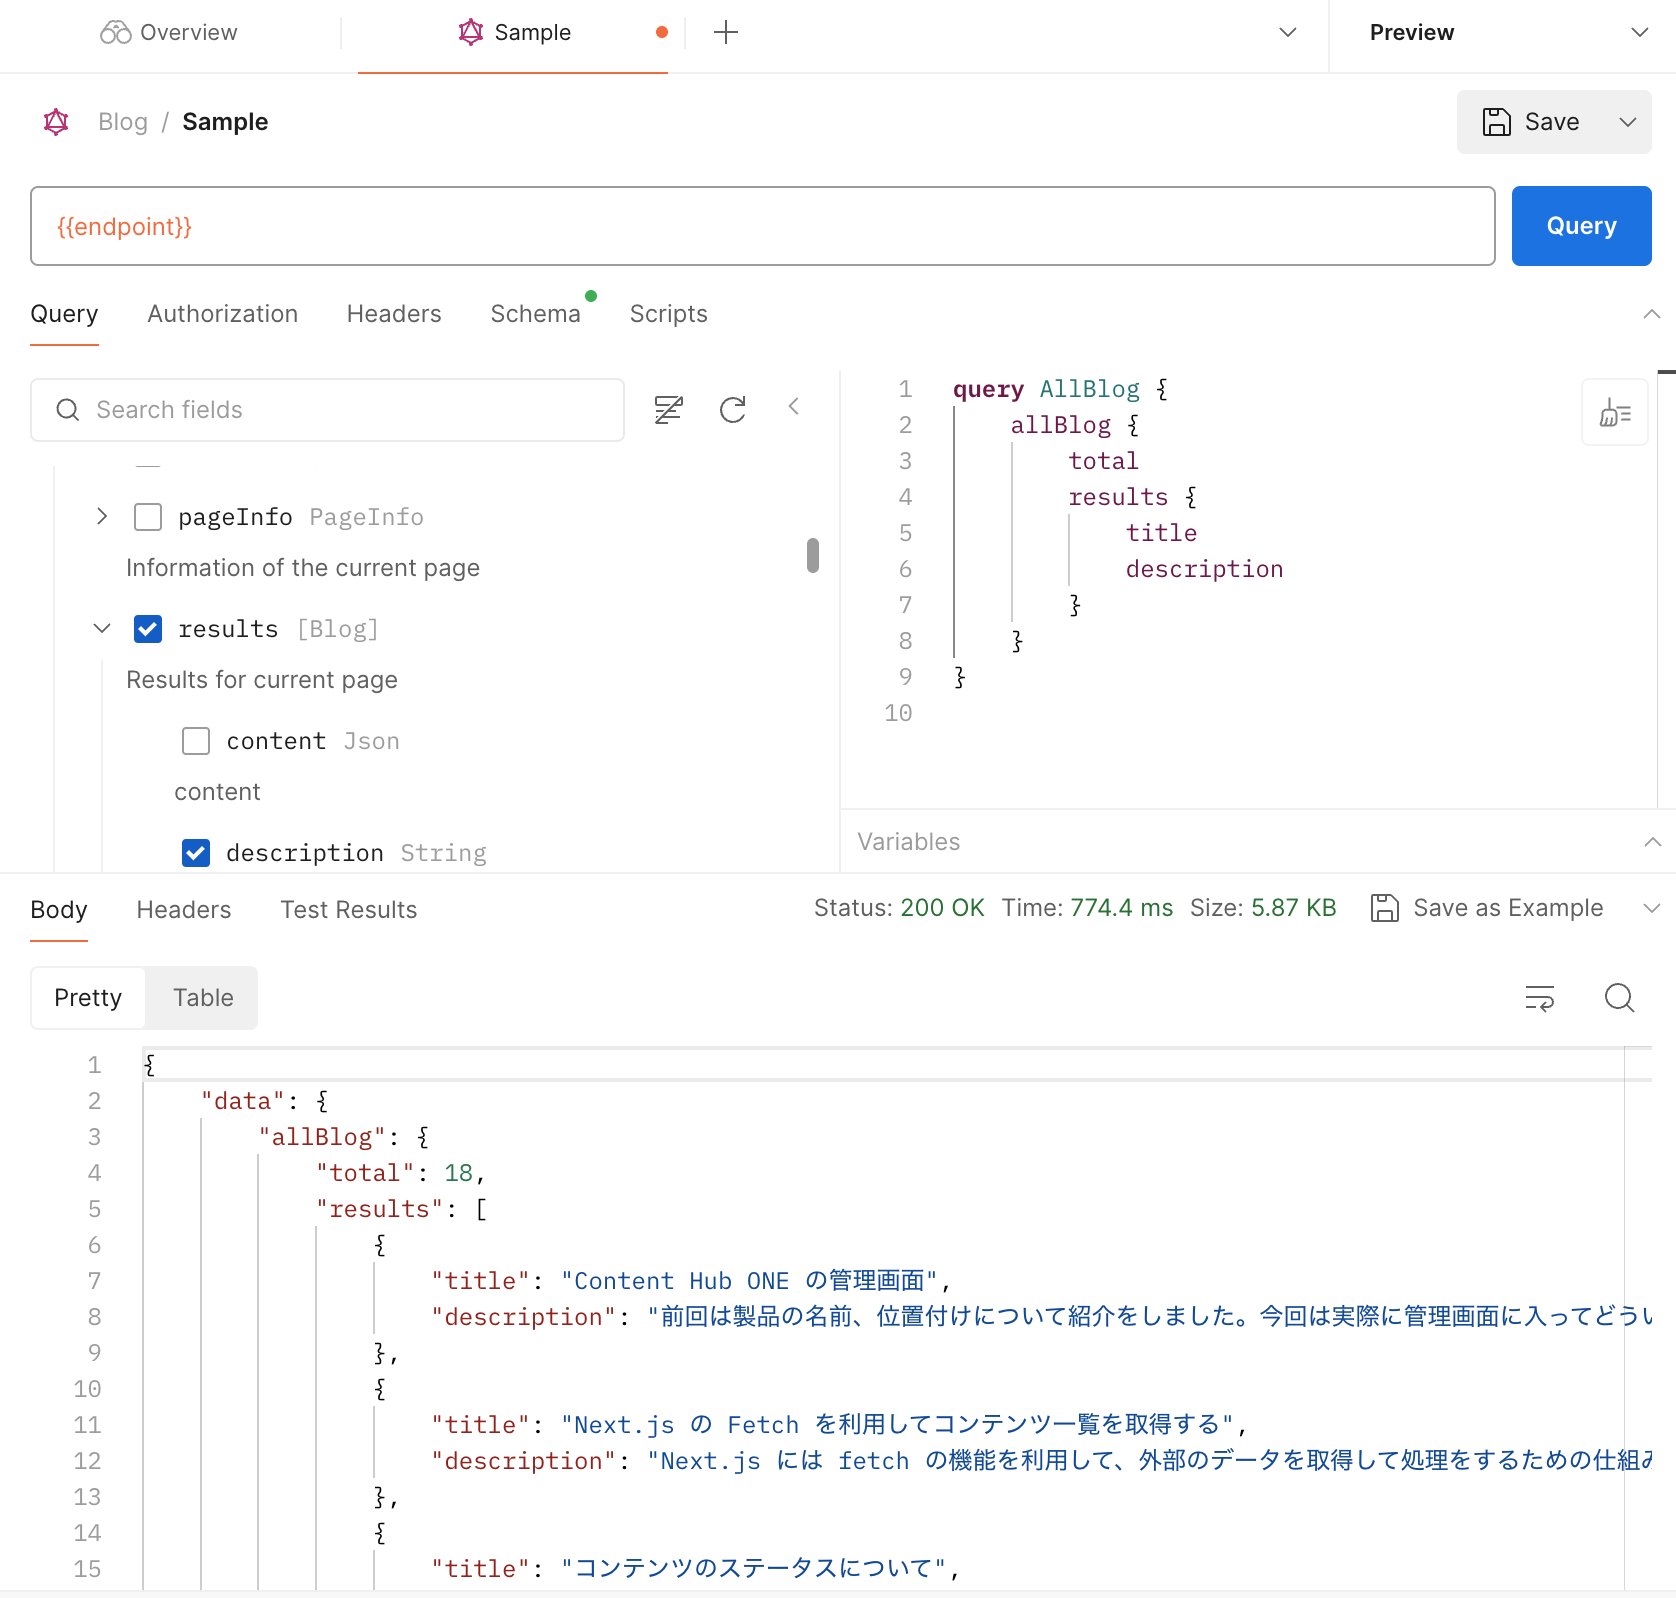 Overview
Sample
Preview
Blog / Sample
Save
{{endpoint}}
Query
Query Authorization Headers Schema Scripts
Search fields
pageInfo PageInfo
Information of the current page
results [Blog]
Results for current page
content Json
content
description String
1 query AllBlog {
2 allBlog {
3 total
4 results {
5 title
6 description
7 }
8 }
9 }
10
Variables
Body Headers Test Results
Status: 200 OK Time: 774.4 ms Size: 5.87 KB Save as Example
Pretty Table
1 {
2 "data": {
3 "allBlog": {
4 "total": 18,
5 "results": [
6 {
7 "title": "Content Hub ONE の管理画面",
8 "description": "前回は製品の名前、位置付けについて紹介をしました。今回は実際に管理画面に入ってどうい
9 },
10 {
11 "title": "Next.js の Fetch を利用してコンテンツ一覧を取得する",
12 "description": "Next.js には fetch の機能を利用して、外部のデータを取得して処理をするための仕組み
13 },
14 {
15 "title": "コンテンツのステータスについて",